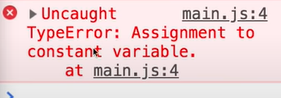 Uncaught main.js:4
TypeError: Assignment to
constant variable.
at main.js:4